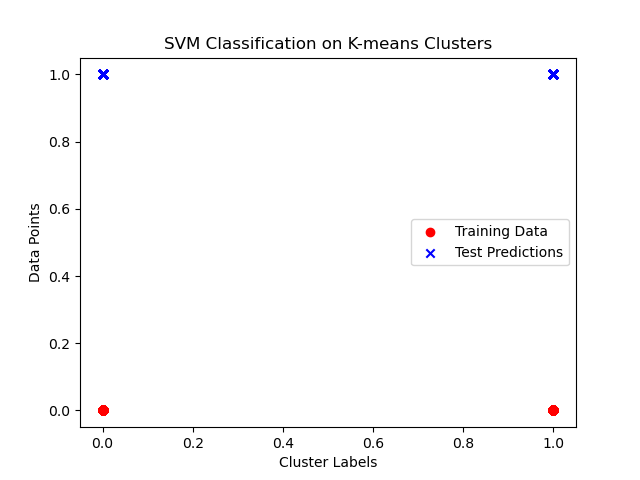 SVM Classification on K-means Clusters
1.0
0.8
0.6
0.4
0.2
0.0
Data Points
Training Data
Test Predictions
0.0 0.2 0.4 0.6 0.8 1.0
Cluster Labels